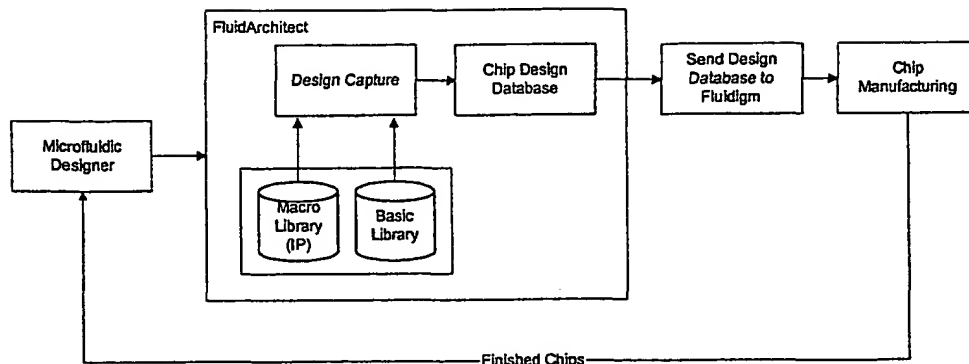 FluidArchitect
Design Capture
Chip Design
Database
Send Design
Database to
Fluidigm
Chip
Manufacturing
Microfluidic
Designer
Macro
Library
(IP)
Basic
Library
Finished Chips